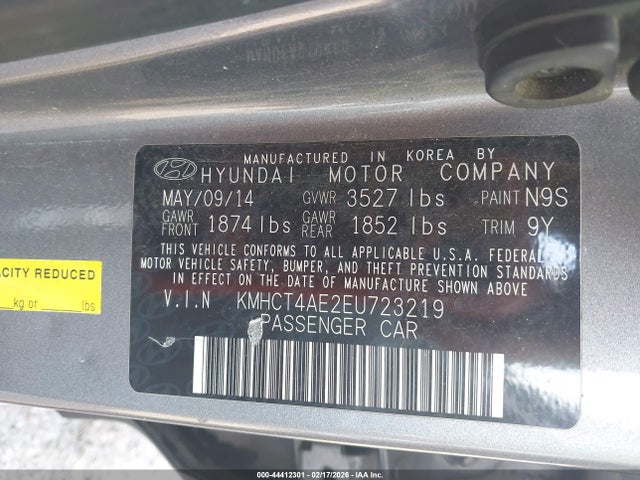 MANUFACTURED IN KOREA BY
HYUNDAI MOTOR COMPANY
MAY/09/14 GVWR 3527 lbs PAINT N9S
GAWR FRONT 1874 lbs GAWR REAR 1852 lbs TRIM 9Y
THIS VEHICLE CONFORMS TO ALL APPLICABLE U.S.A. FEDERAL
MOTOR VEHICLE SAFETY, BUMPER, AND THEFT PREVENTION STANDARDS
IN EFFECT ON THE DATE OF MANUFACTURE SHOWN ABOVE
V.I.N KMHCT4AE2EU723219
PASSENGER CAR
ACITY REDUCED
kg or lbs
000-44412301 - 02/17/2026 - IAAI.com